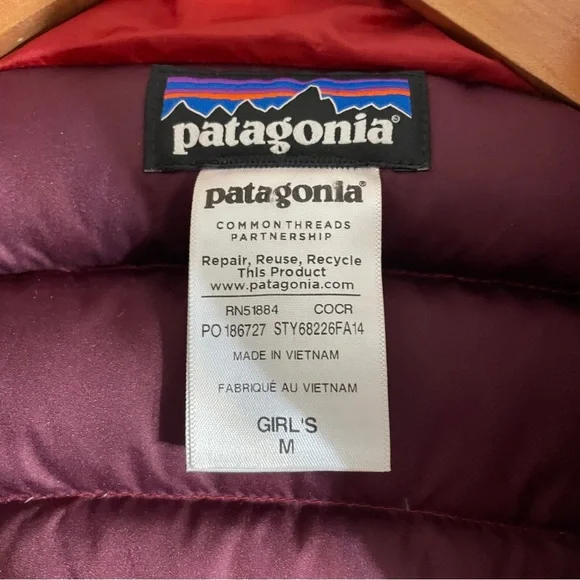 patagonia®
patagonia®
COMMONTHREADS
PARTNERSHIP
Repair, Reuse, Recycle
This Product
www.patagonia.com
RN51884 COCR
PO 186727 STY68226FA14
MADE IN VIETNAM
FABRIQUÉ AU VIETNAM
GIRL'S
M